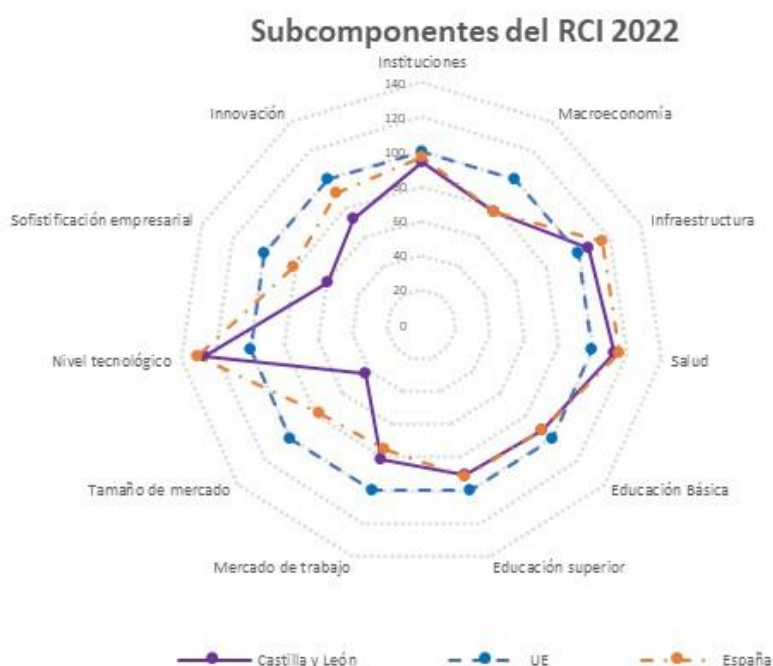 Subcomponentes del RCI 2022
Instituciones
140
120
100
80
60
40
20
0
Macroeconomía
Infraestructura
Salud
Educación Básica
Educación superior
Mercado de trabajo
Tamaño de mercado
Nivel tecnológico
Sofistificación empresarial
Innovación
Castilla y León
UE
España